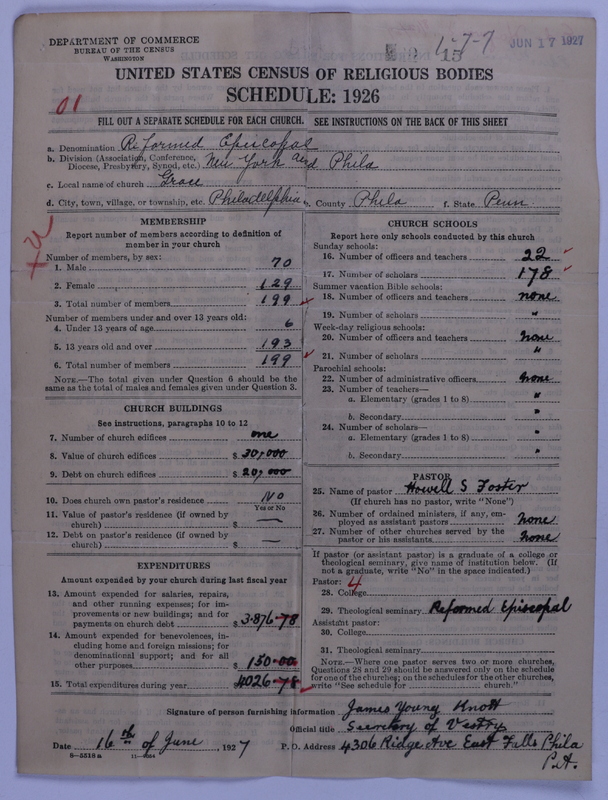 DEPARTMENT OF COMMERCE
BUREAU OF THE CENSUS
WASHINGTON
1-7-7
15
JUN 17 1927
UNITED STATES CENSUS OF RELIGIOUS BODIES
SCHEDULE: 1926
01
FILL OUT A SEPARATE SCHEDULE FOR EACH CHURCH. SEE INSTRUCTIONS ON THE BACK OF THIS SHEET
a. Denomination Reformed Episcopal
b. Division (Association, Conference, Diocese, Presbytery, Synod, etc.) New York and Phila
c. Local name of church Grace
d. City, town, village, or township, etc. Philadelphia e. County Phila f. State Penn.
MEMBERSHIP
Report number of members according to definition of
member in your church
Number of members, by sex:
1. Male 70
2. Female 129
3. Total number of members 199
Number of members under and over 13 years old:
4. Under 13 years of age 6
5. 13 years old and over 193
6. Total number of members 199
NOTE.—The total given under Question 6 should be the
same as the total of males and females given under Question 3.
CHURCH BUILDINGS
See instructions, paragraphs 10 to 12
7. Number of church edifices one
8. Value of church edifices $ 30,000
9. Debt on church edifices $ 20,000
10. Does church own pastor's residence No
Yes or No
11. Value of pastor's residence (if owned by
church) $ —
12. Debt on pastor's residence (if owned by
church) $ —
EXPENDITURES
Amount expended by your church during last fiscal year
13. Amount expended for salaries, repairs,
and other running expenses; for im-
provements or new buildings; and for
payments on church debt $ 3876-78
14. Amount expended for benevolences, in-
cluding home and foreign missions; for
denominational support; and for all
other purposes $ 150-00
15. Total expenditures during year $ 4026-78
CHURCH SCHOOLS
Report here only schools conducted by this church
Sunday schools:
16. Number of officers and teachers 22
17. Number of scholars 178
Summer vacation Bible schools:
18. Number of officers and teachers none
19. Number of scholars "
Week-day religious schools:
20. Number of officers and teachers none
21. Number of scholars "
Parochial schools:
22. Number of administrative officers none
23. Number of teachers—
a. Elementary (grades 1 to 8) "
b. Secondary "
24. Number of scholars—
a. Elementary (grades 1 to 8) "
b. Secondary "
PASTOR
25. Name of pastor Howell S Foster
(If church has no pastor, write "None")
26. Number of ordained ministers, if any, em-
ployed as assistant pastors none
27. Number of other churches served by the
pastor or his assistants none
If pastor (or assistant pastor) is a graduate of a college or
theological seminary, give name of institution below. (If
not a graduate, write "No" in the space indicated.)
Pastor: 4
28. College
29. Theological seminary Reformed Episcopal
Assistant pastor:
30. College
31. Theological seminary
NOTE.—Where one pastor serves two or more churches,
Questions 28 and 29 should be answered only on the schedule
for one of the churches; on the schedules for the other churches,
write "See schedule for church."
Signature of person furnishing information James Young Knott
Official title Secretary of Vestry
Date 16th of June, 1927 P. O. Address 4306 Ridge Ave East Falls Phila
Pa.
8—5518a